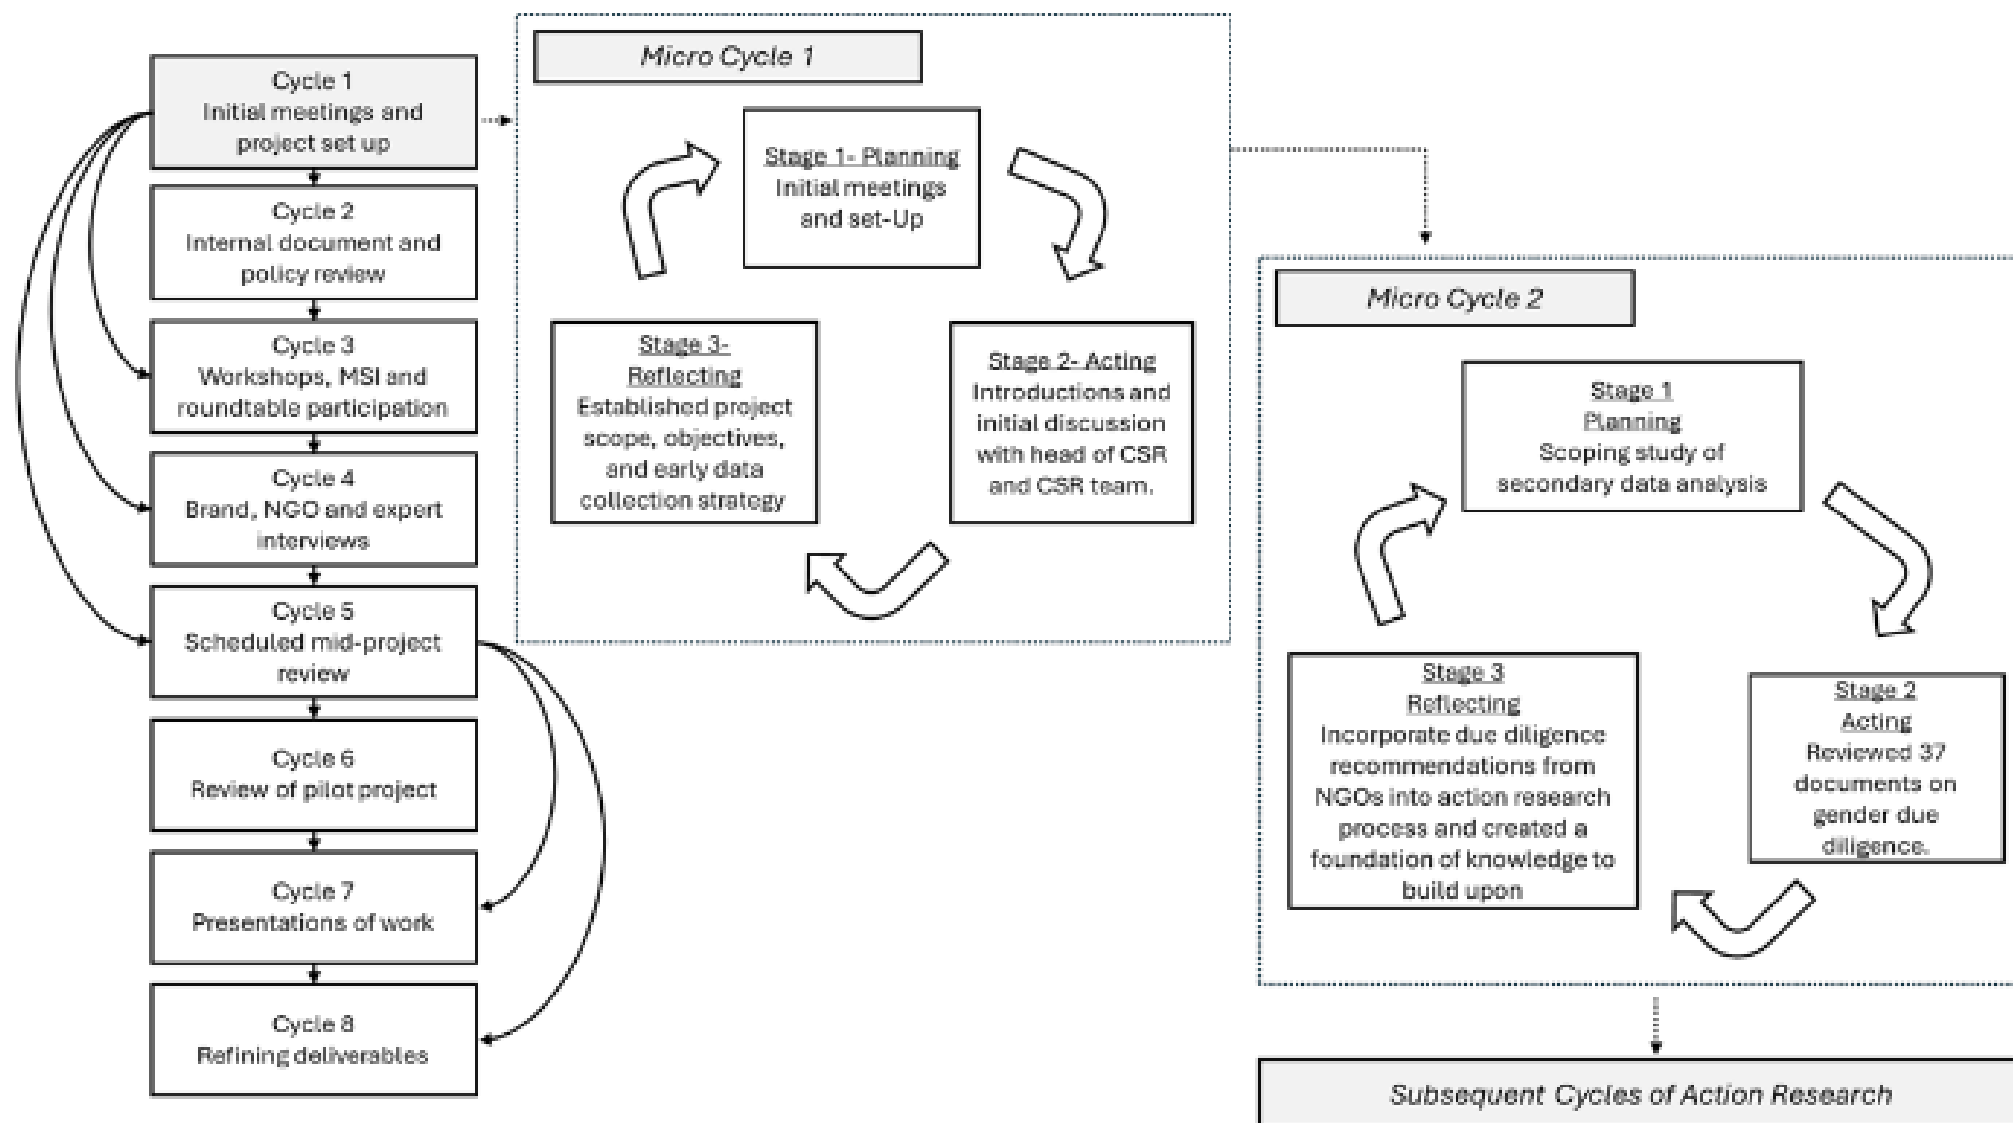 Cycle 1
Initial meetings and
project set up
Cycle 2
Internal document and
policy review
Cycle 3
Workshops, MSI and
roundtable participation
Cycle 4
Brand, NGO and expert
interviews
Cycle 5
Scheduled mid-project
review
Cycle 6
Review of pilot project
Cycle 7
Presentations of work
Cycle 8
Refining deliverables
Micro Cycle 1
Stage 1- Planning
Initial meetings
and set-Up
Stage 2- Acting
Introductions and
initial discussion
with head of CSR
and CSR team.
Stage 3-
Reflecting
Established project
scope, objectives,
and early data
collection strategy
Micro Cycle 2
Stage 1
Planning
Scoping study of
secondary data analysis
Stage 2
Acting
Reviewed 37
documents on
gender due
diligence.
Stage 3
Reflecting
Incorporate due diligence
recommendations from
NGOs into action research
process and created a
foundation of knowledge to
build upon
Subsequent Cycles of Action Research